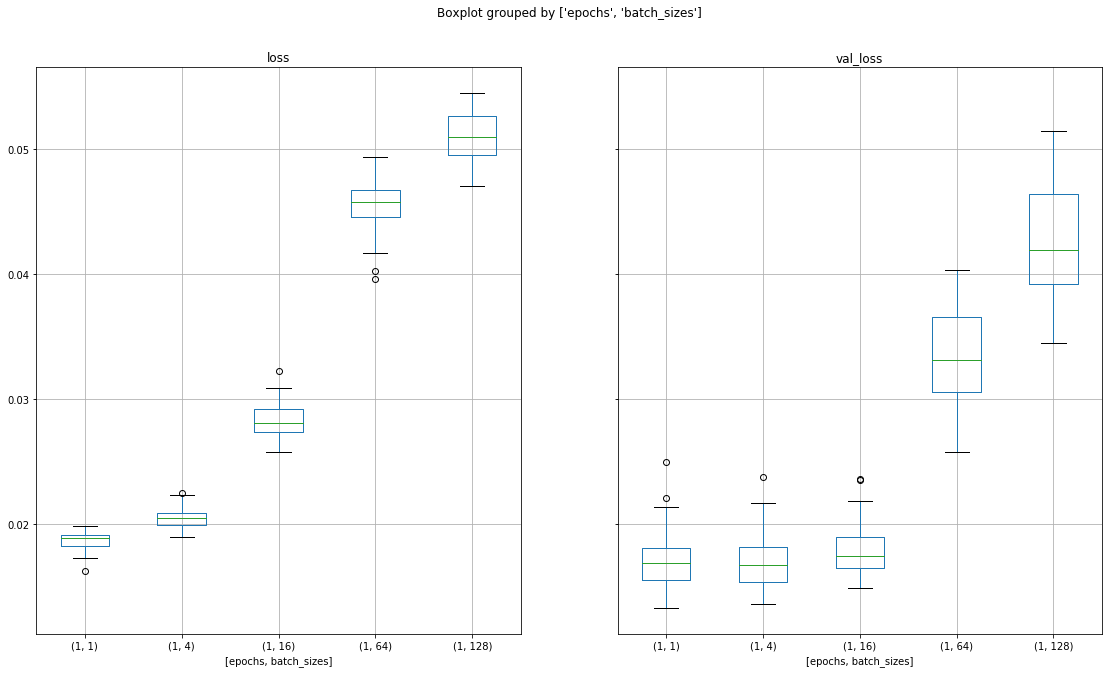 Boxplot grouped by ['epochs', 'batch_sizes']
loss
val_loss
0.05
0.04
0.03
0.02
(1, 1) (1, 4) (1, 16) (1, 64) (1, 128)
[epochs, batch_sizes]
(1, 1) (1, 4) (1, 16) (1, 64) (1, 128)
[epochs, batch_sizes]